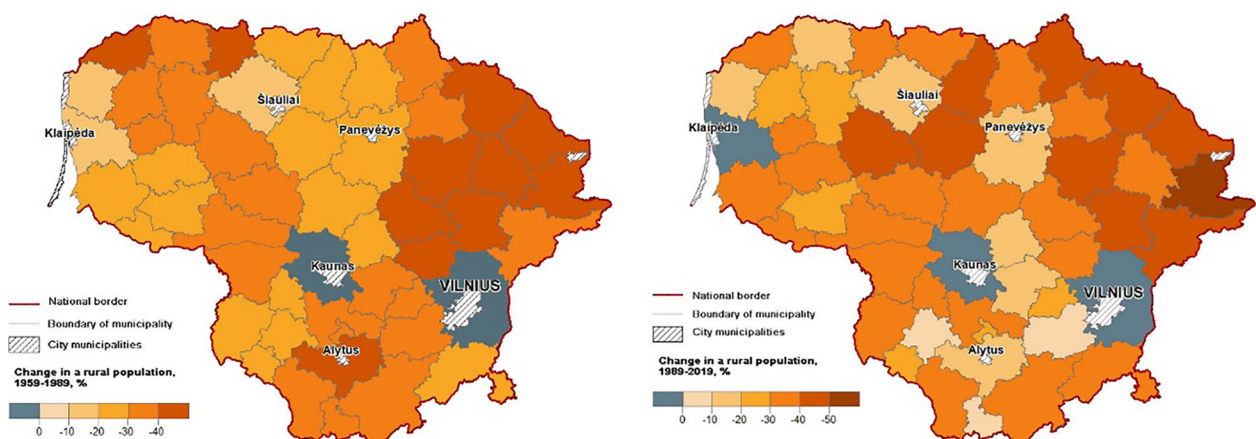 Šiauliai
Klaipėda
Panevėžys
Kaunas
VILNIUS
Alytus
National border
Boundary of municipality
City municipalities
Change in a rural population,
1959-1989, %
0 -10 -20 -30 -40
Šiauliai
Klaipėda
Panevėžys
Kaunas
VILNIUS
Alytus
National border
Boundary of municipality
City municipalities
Change in a rural population,
1989-2019, %
0 -10 -20 -30 -40 -50